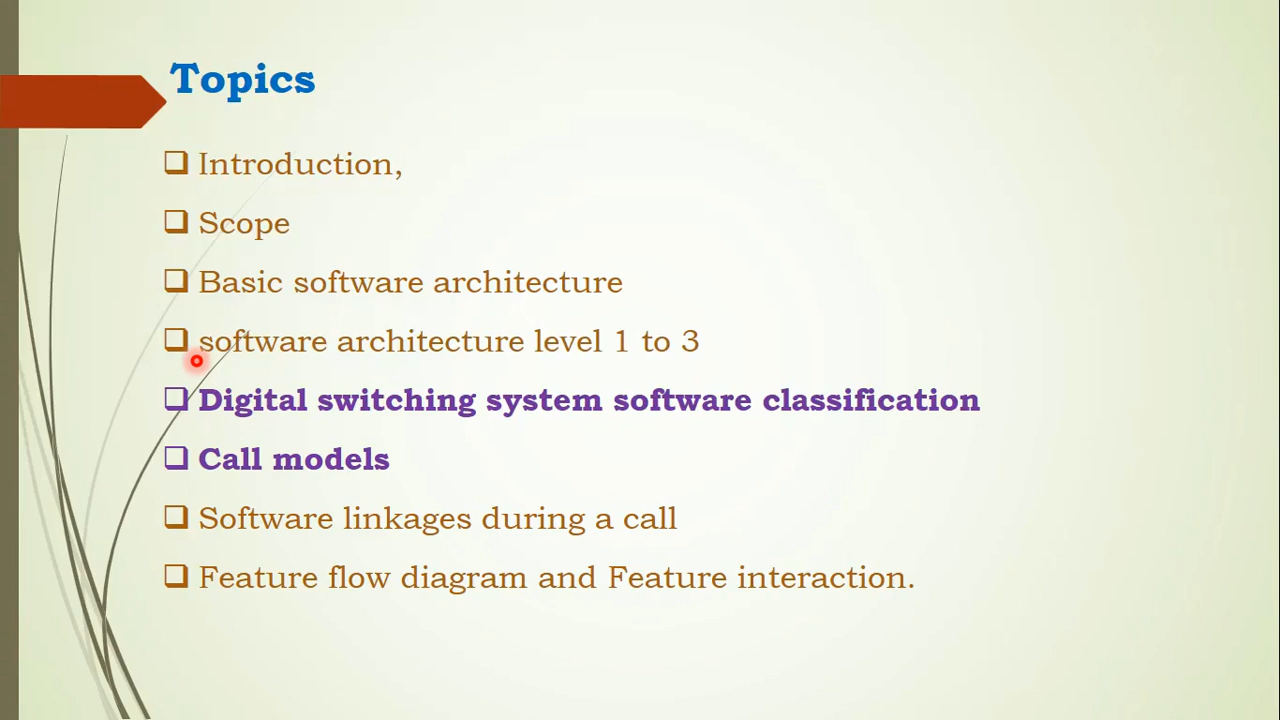 Topics
Introduction,
Scope
Basic software architecture
software architecture level 1 to 3
Digital switching system software classification
Call models
Software linkages during a call
Feature flow diagram and Feature interaction.